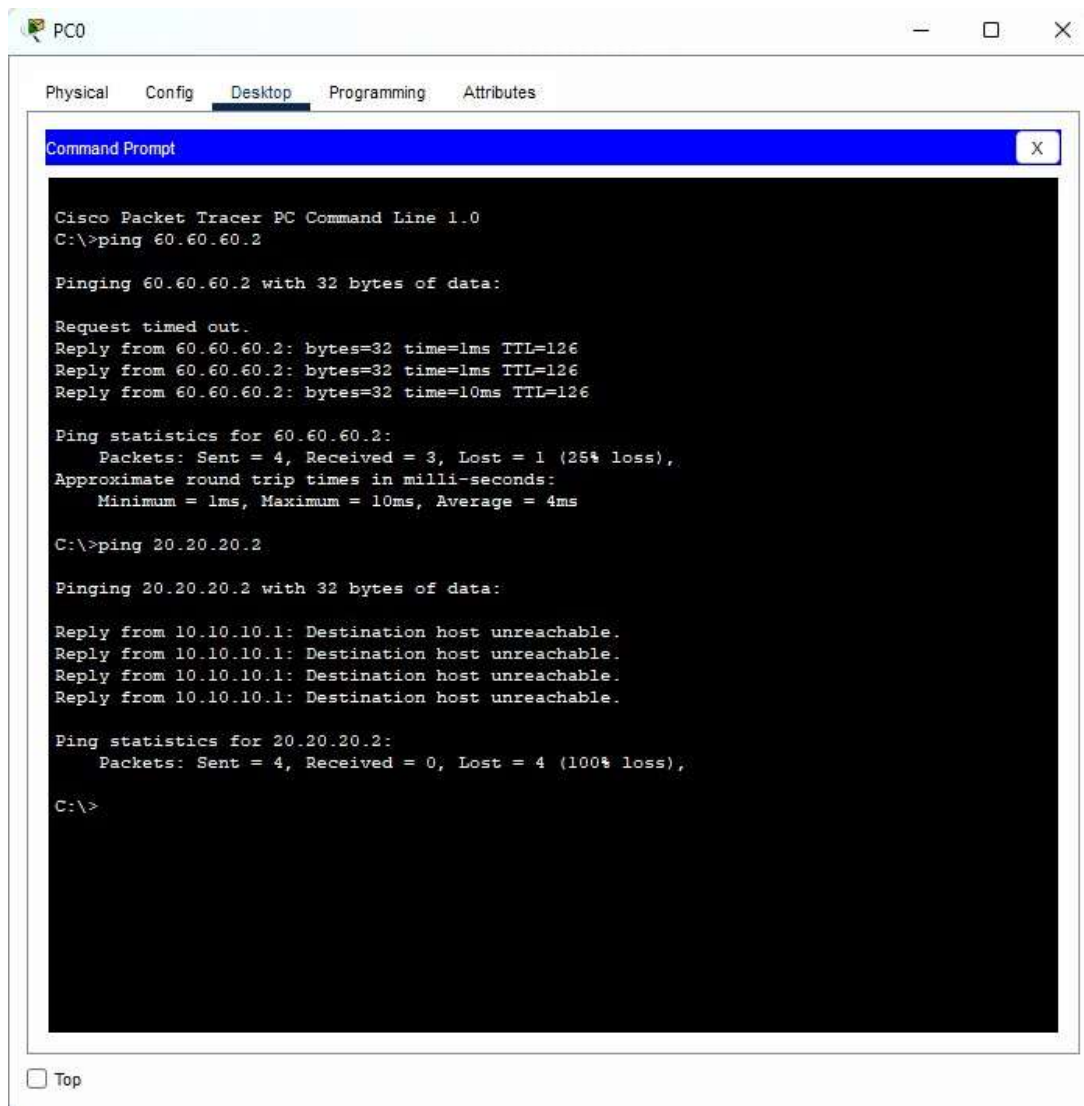 PC0
Physical Config Desktop Programming Attributes
Command Prompt X
Cisco Packet Tracer PC Command Line 1.0
C:\>ping 60.60.60.2
Pinging 60.60.60.2 with 32 bytes of data:
Request timed out.
Reply from 60.60.60.2: bytes=32 time=1ms TTL=126
Reply from 60.60.60.2: bytes=32 time=1ms TTL=126
Reply from 60.60.60.2: bytes=32 time=10ms TTL=126
Ping statistics for 60.60.60.2:
Packets: Sent = 4, Received = 3, Lost = 1 (25% loss),
Approximate round trip times in milli-seconds:
Minimum = 1ms, Maximum = 10ms, Average = 4ms
C:\>ping 20.20.20.2
Pinging 20.20.20.2 with 32 bytes of data:
Reply from 10.10.10.1: Destination host unreachable.
Reply from 10.10.10.1: Destination host unreachable.
Reply from 10.10.10.1: Destination host unreachable.
Reply from 10.10.10.1: Destination host unreachable.
Ping statistics for 20.20.20.2:
Packets: Sent = 4, Received = 0, Lost = 4 (100% loss),
C:\>
Top